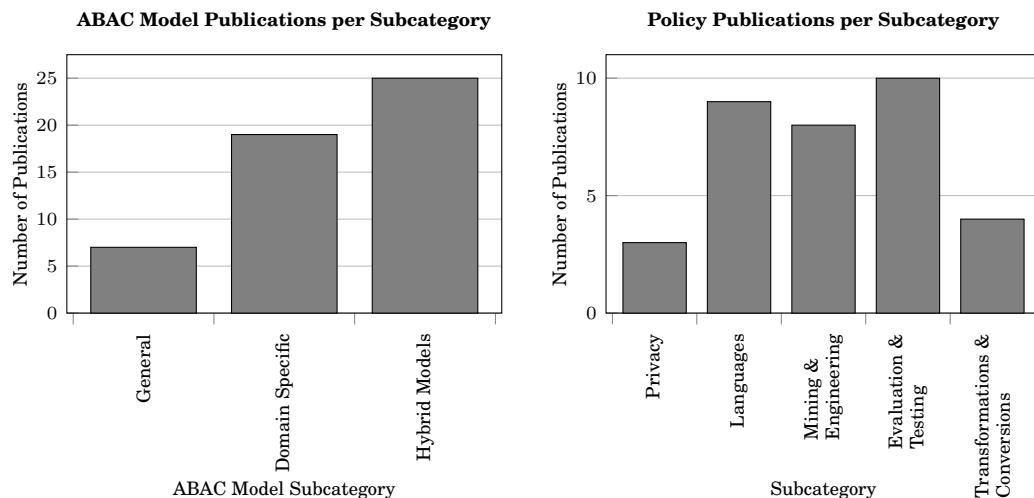 ABAC Model Publications per Subcategory
Number of Publications
25
20
15
10
5
0
General
Domain Specific
Hybrid Models
ABAC Model Subcategory
Policy Publications per Subcategory
Number of Publications
10
5
0
Privacy
Languages
Mining &
Engineering
Evaluation &
Testing
Transformations &
Conversions
Subcategory